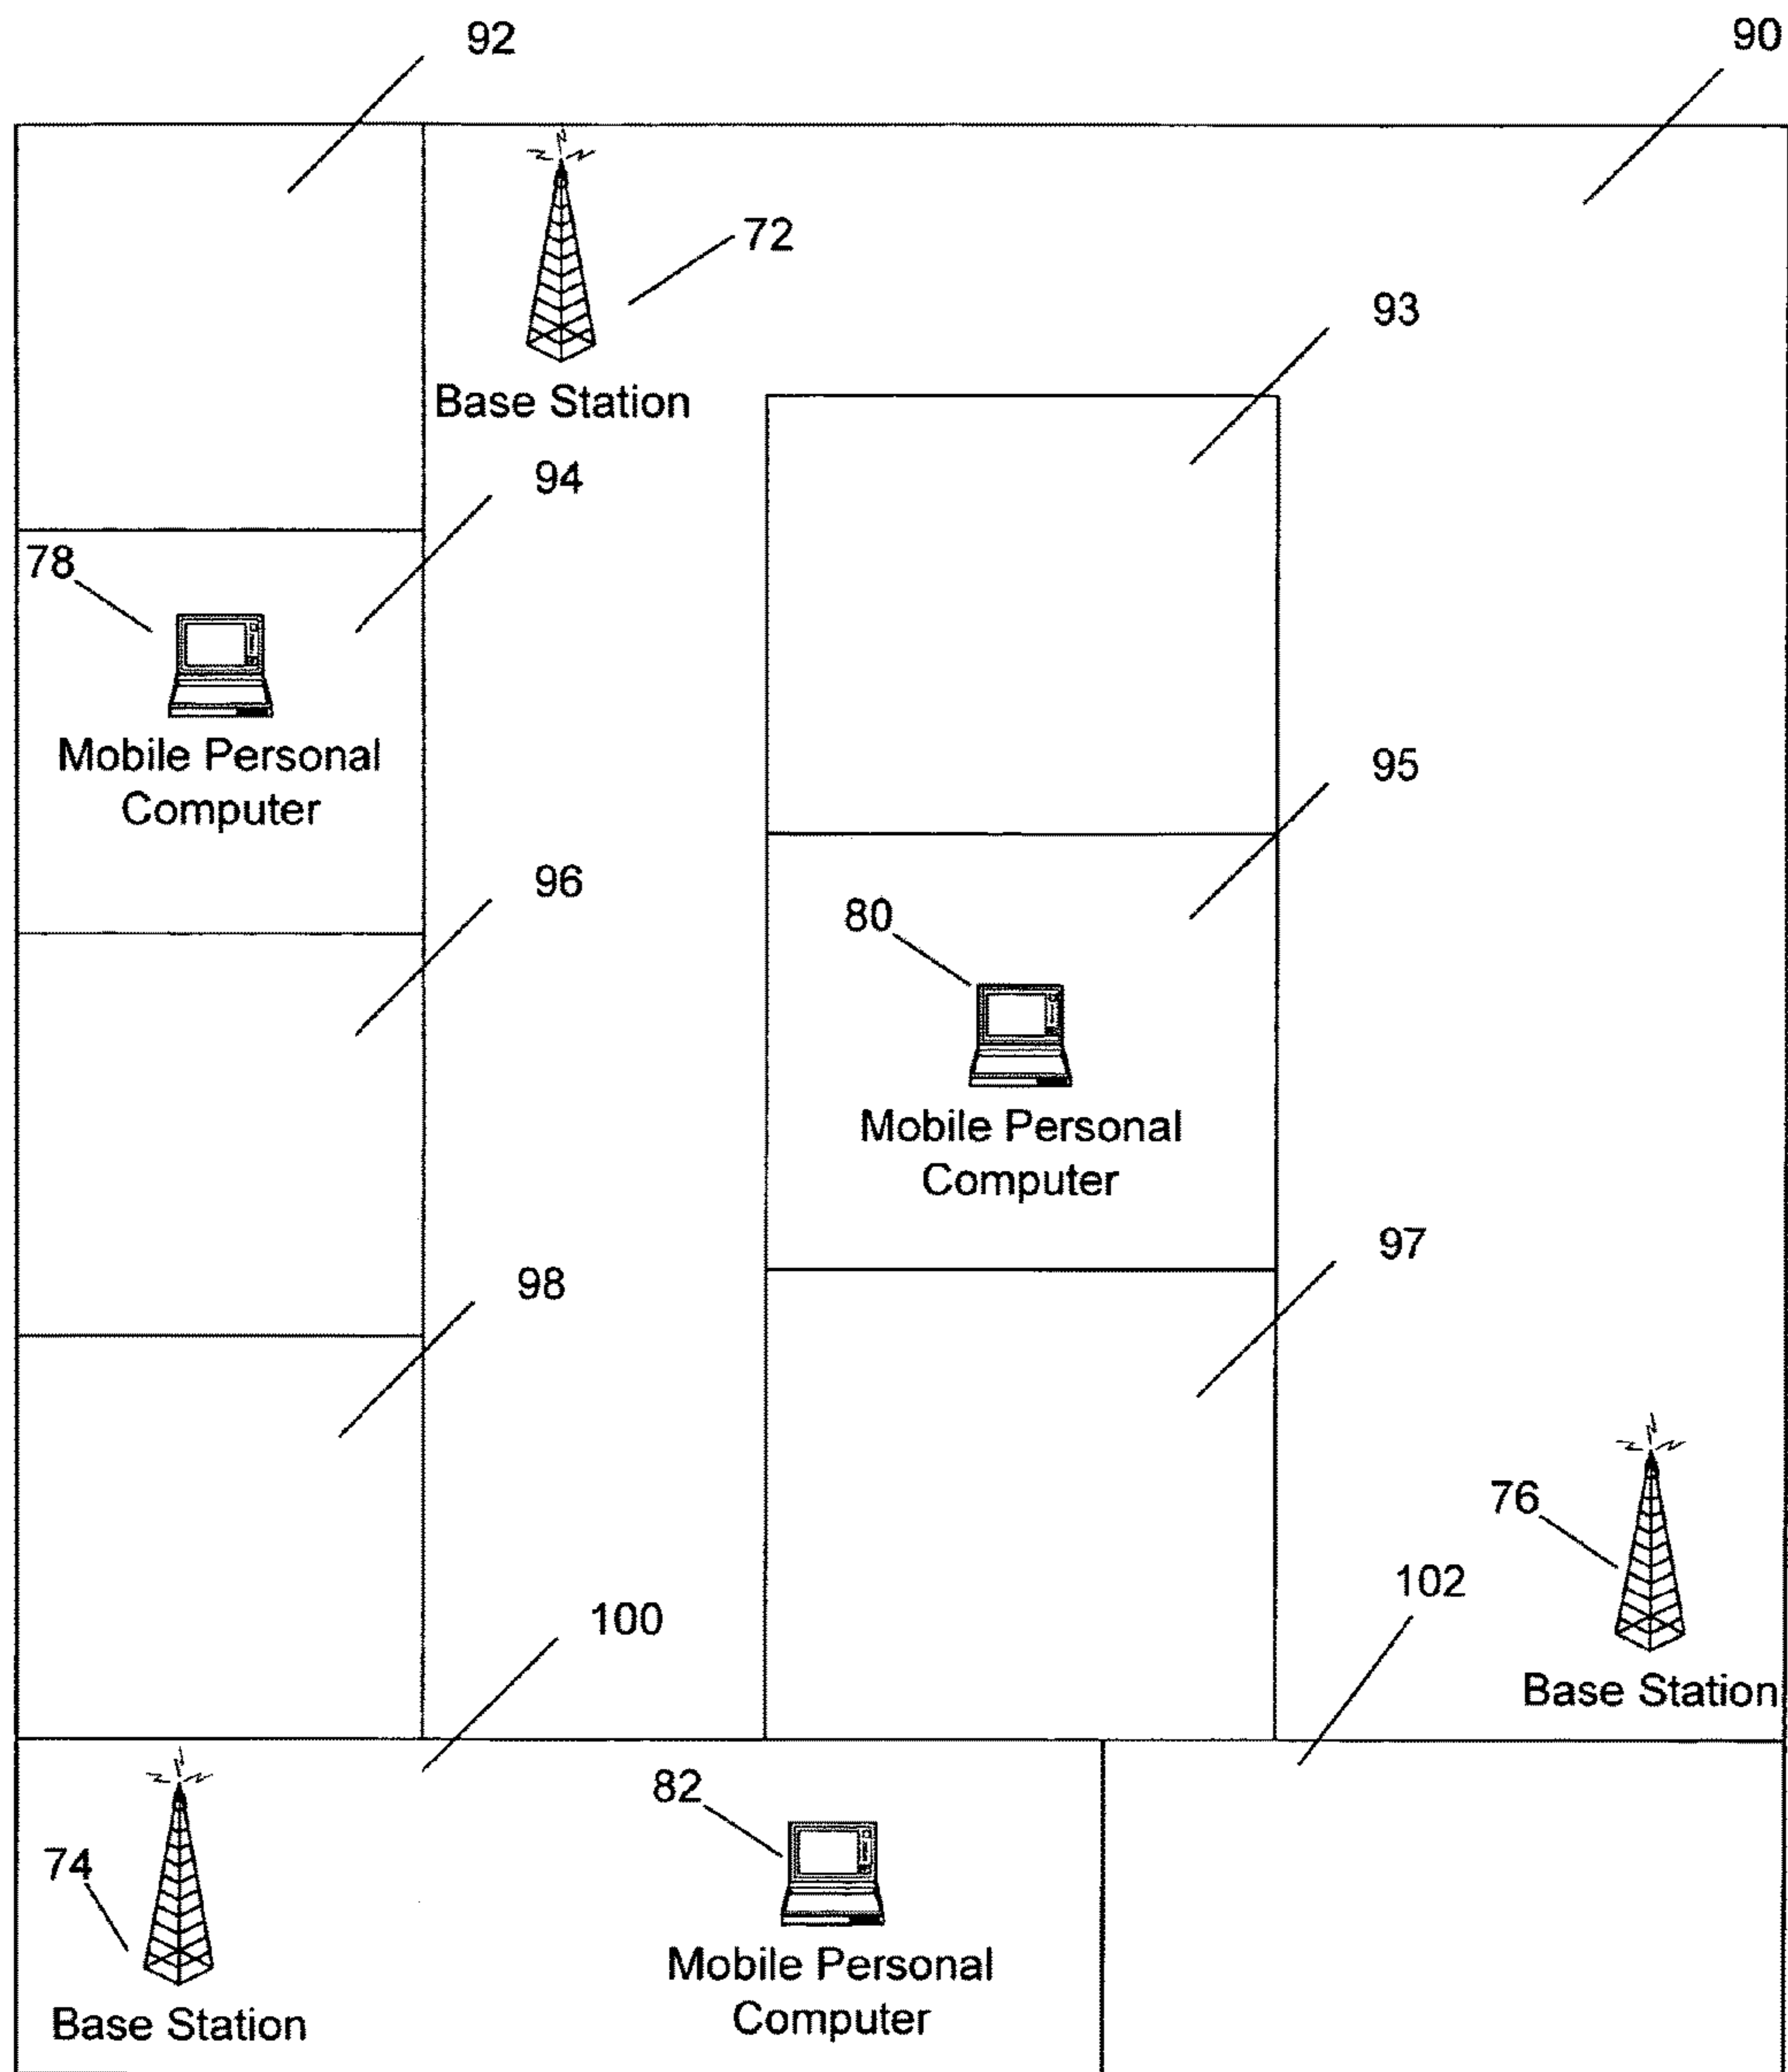 92
90
72
93
Base Station
94
78
Mobile Personal
Computer
95
96
80
Mobile Personal
Computer
97
98
76
102
100
Base Station
82
74
Mobile Personal
Computer
Base Station